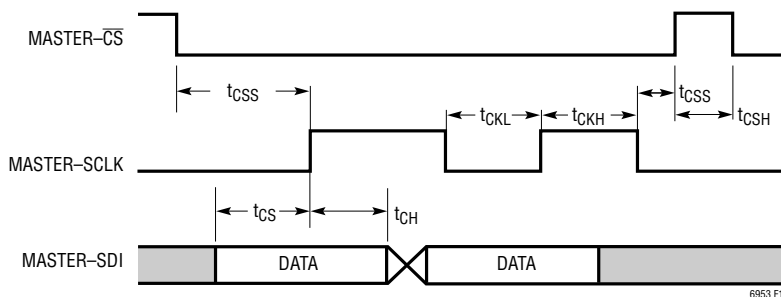 MASTER–CS
tCSS
tCKL
tCKH
tCSS
tCSH
MASTER–SCLK
tCS
tCH
MASTER–SDI
DATA
DATA